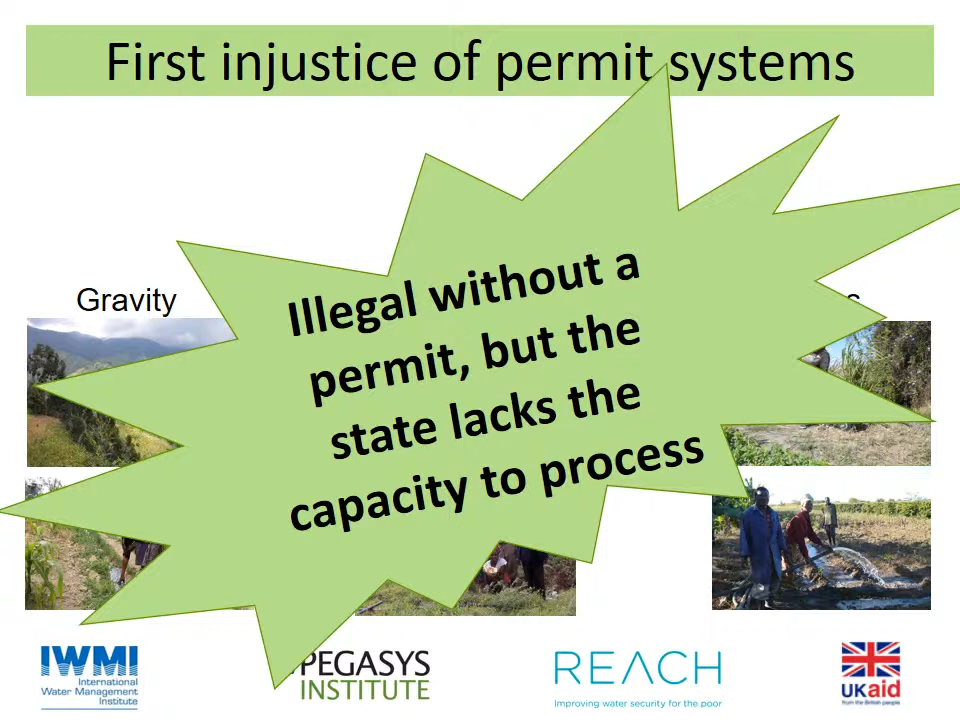 First injustice of permit systems
Gravity
Illegal without a
permit, but the
state lacks the
capacity to process
IWMI
International
Water Management
Institute
PEGASYS
INSTITUTE
REACH
Improving water security for the poor
UKaid
from the British people